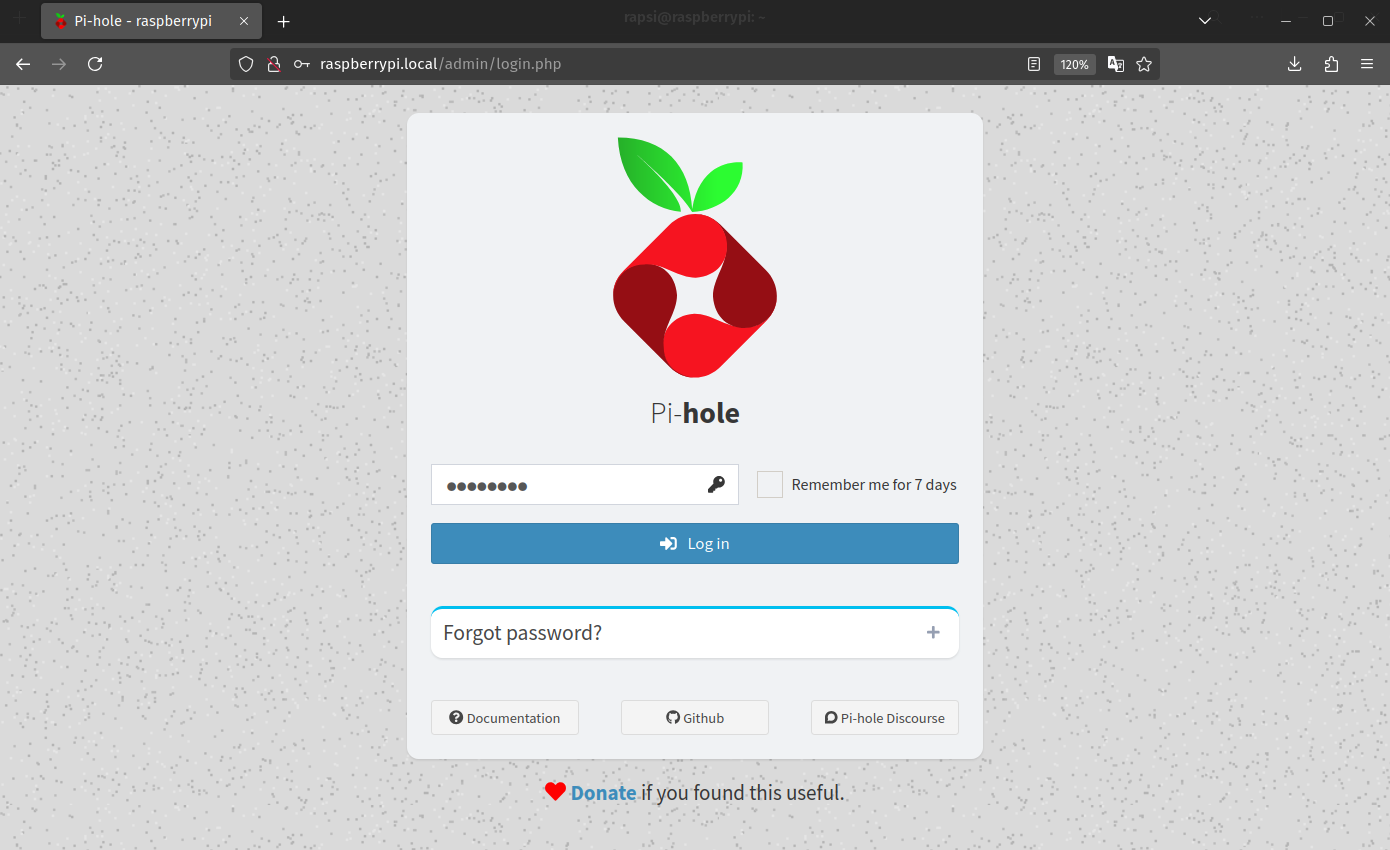 Pi-hole - raspberrypi
rapsi@raspberrypi: ~
raspberrypi.local/admin/login.php
120%
Pi-hole
●●●●●●●●
Remember me for 7 days
Log in
Forgot password?
Documentation
Github
Pi-hole Discourse
Donate if you found this useful.